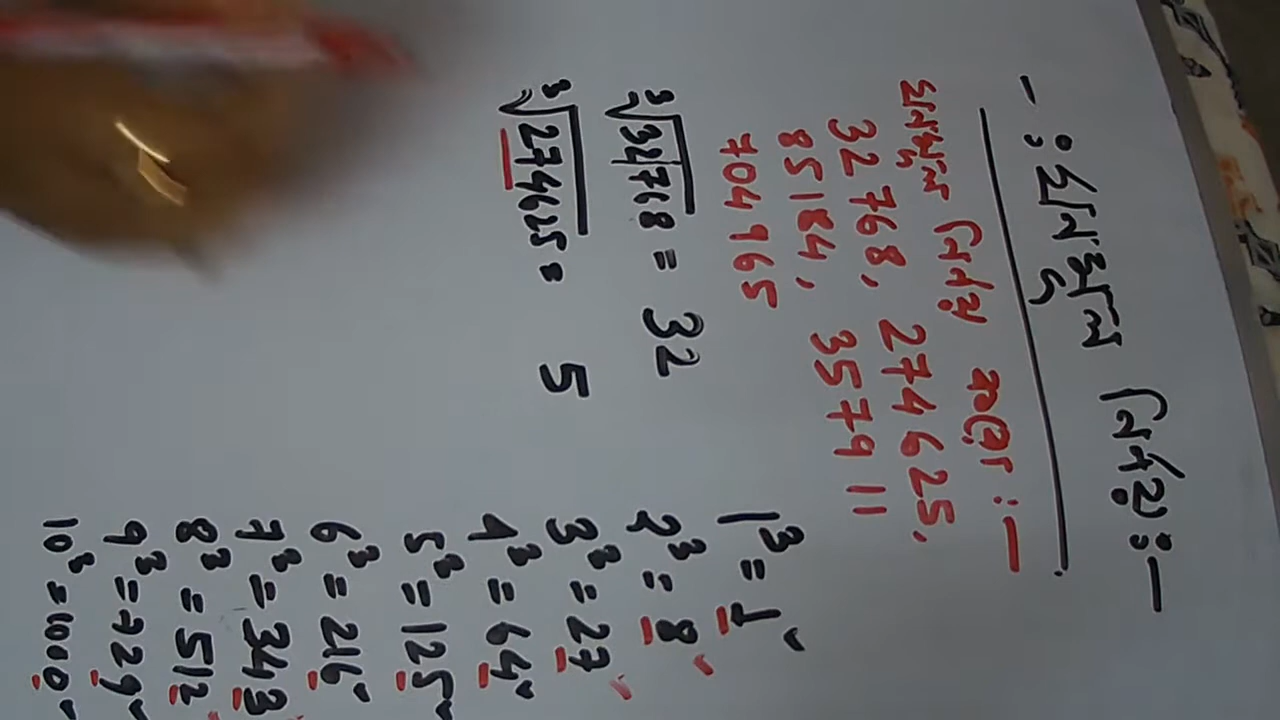 - : ঘনমূল নির্ণয় :-
ঘনমূল নির্ণয় করো :-
32768, 274625,
85184, 357911
704965
∛32768 = 32
∛274625 = 5
1³ = 1
2³ = 8
3³ = 27
4³ = 64
5³ = 125
6³ = 216
7³ = 343
8³ = 512
9³ = 729
10³ = 1000